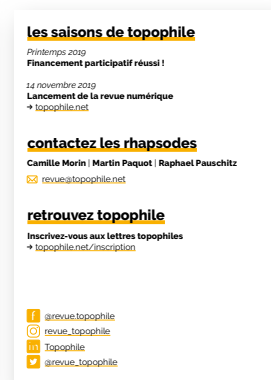 les saisons de topophile
Printemps 2019
Financement participatif réussi !
14 novembre 2019
Lancement de la revue numérique
→ topophile.net
contactez les rhapsodes
Camille Morin | Martin Paquot | Raphael Pauschitz
revue@topophile.net
retrouvez topophile
Inscrivez-vous aux lettres topophiles
→ topophile.net/inscription
@revue.topophile
revue_topophile
Topophile
@revue_topophile